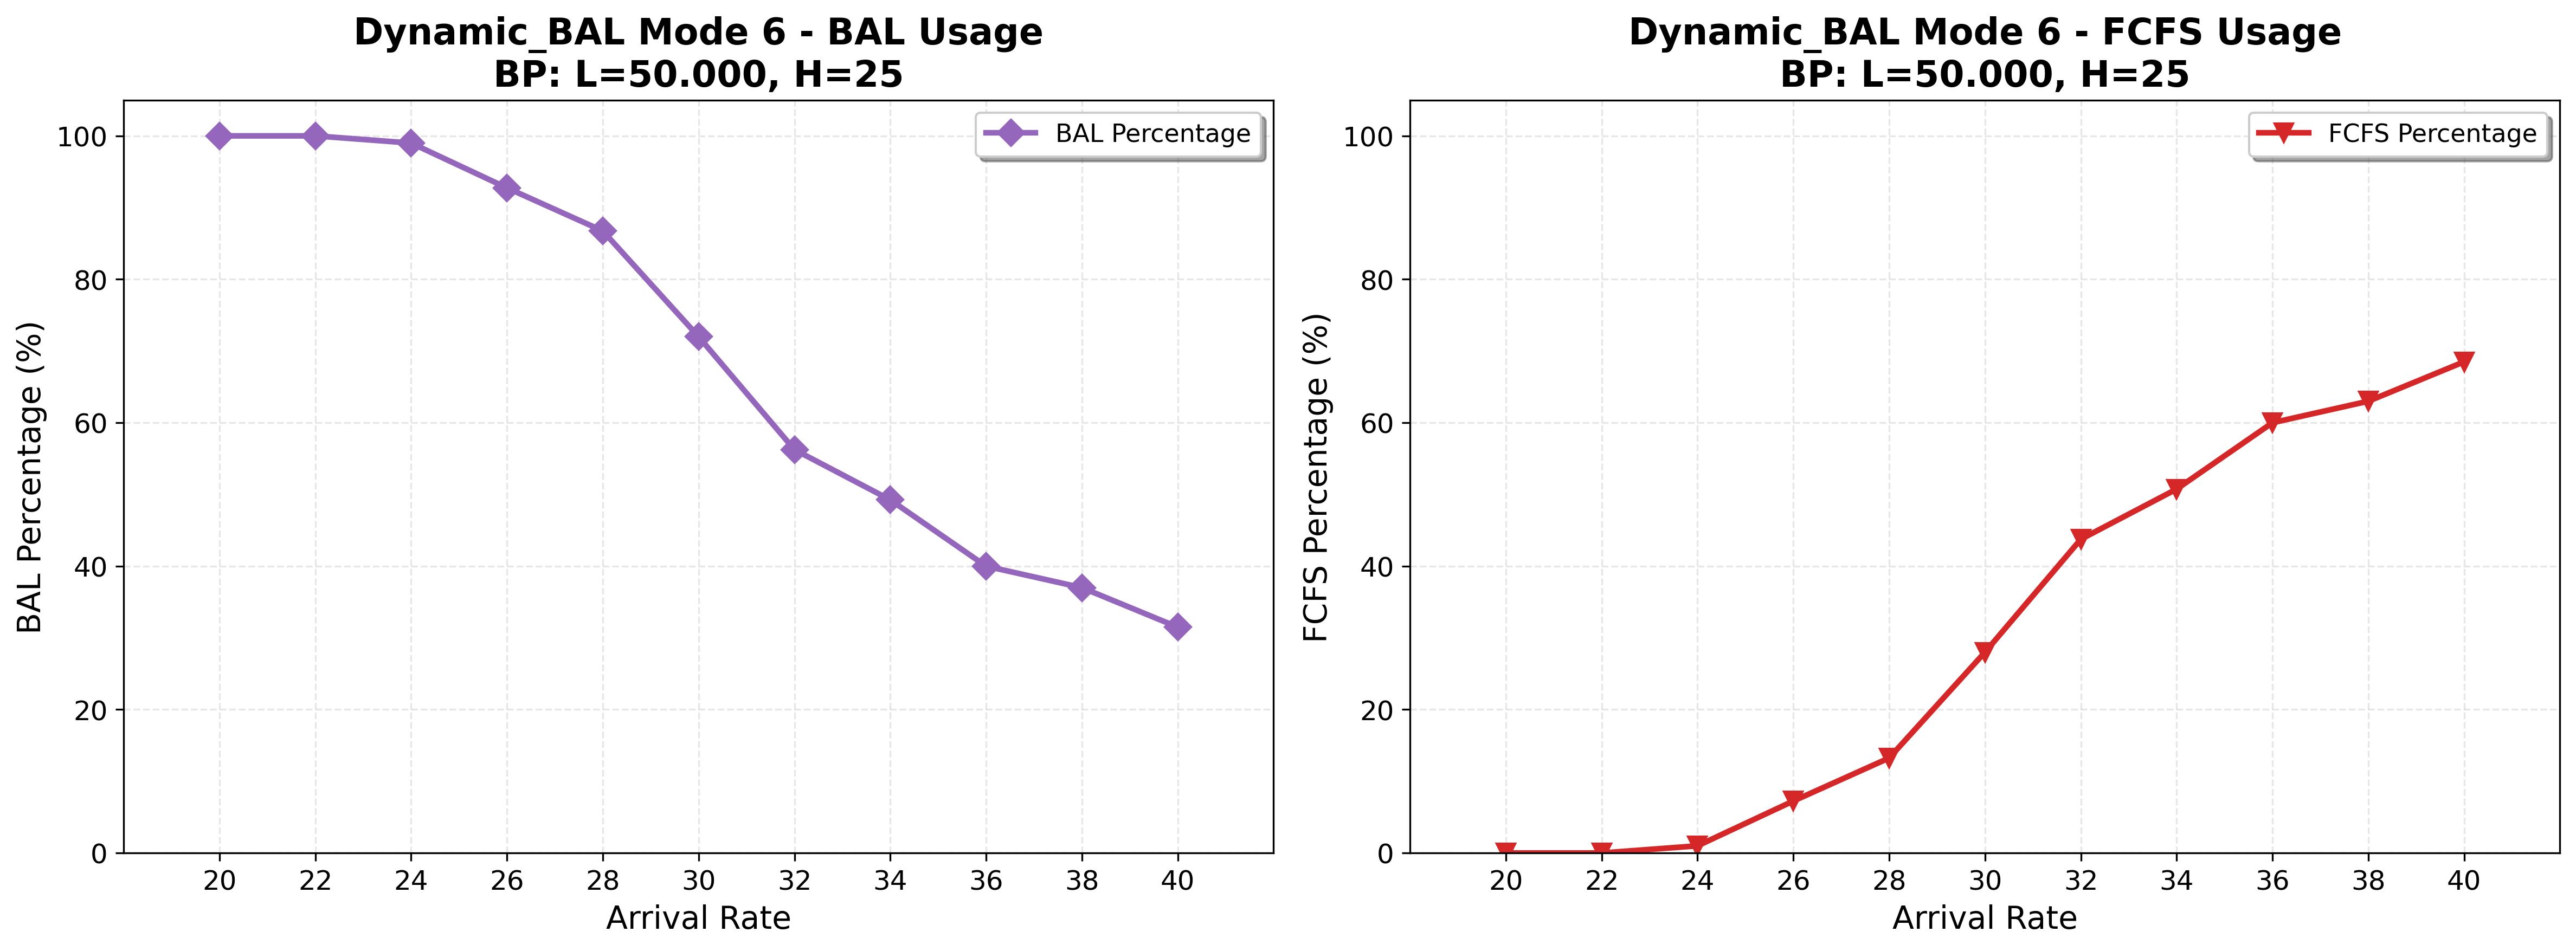 Dynamic_BAL Mode 6 - BAL Usage
BP: L=50.000, H=25
BAL Percentage
BAL Percentage (%)
100
80
60
40
20
0
20 22 24 26 28 30 32 34 36 38 40
Arrival Rate
Dynamic_BAL Mode 6 - FCFS Usage
BP: L=50.000, H=25
FCFS Percentage
FCFS Percentage (%)
100
80
60
40
20
0
20 22 24 26 28 30 32 34 36 38 40
Arrival Rate